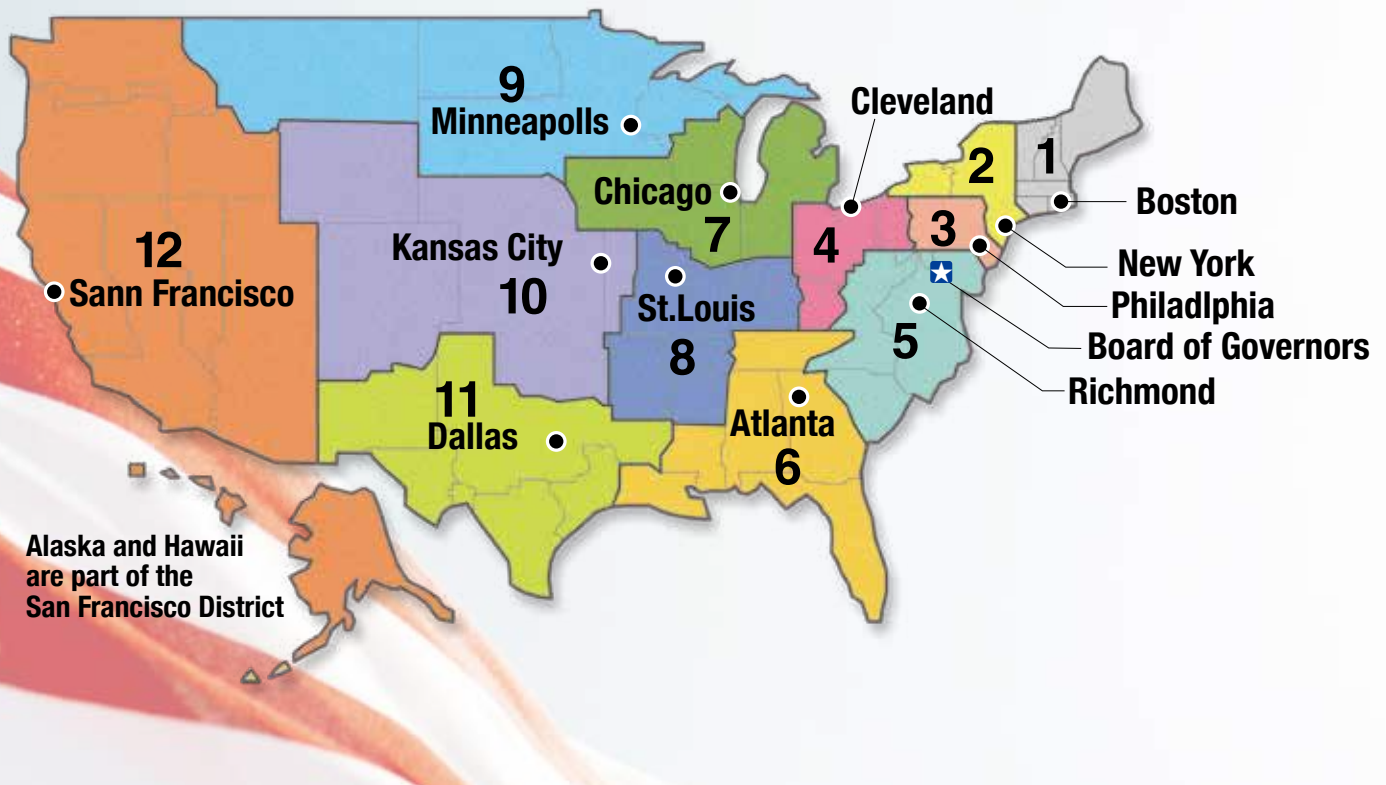 9
Minneapolls
Cleveland
2
1
Chicago
7
Boston
12
Sann Francisco
Kansas City
10
4
3
New York
St.Louis
8
Philadlphia
5
Board of Governors
Richmond
11
Dallas
Atlanta
6
Alaska and Hawaii
are part of the
San Francisco District